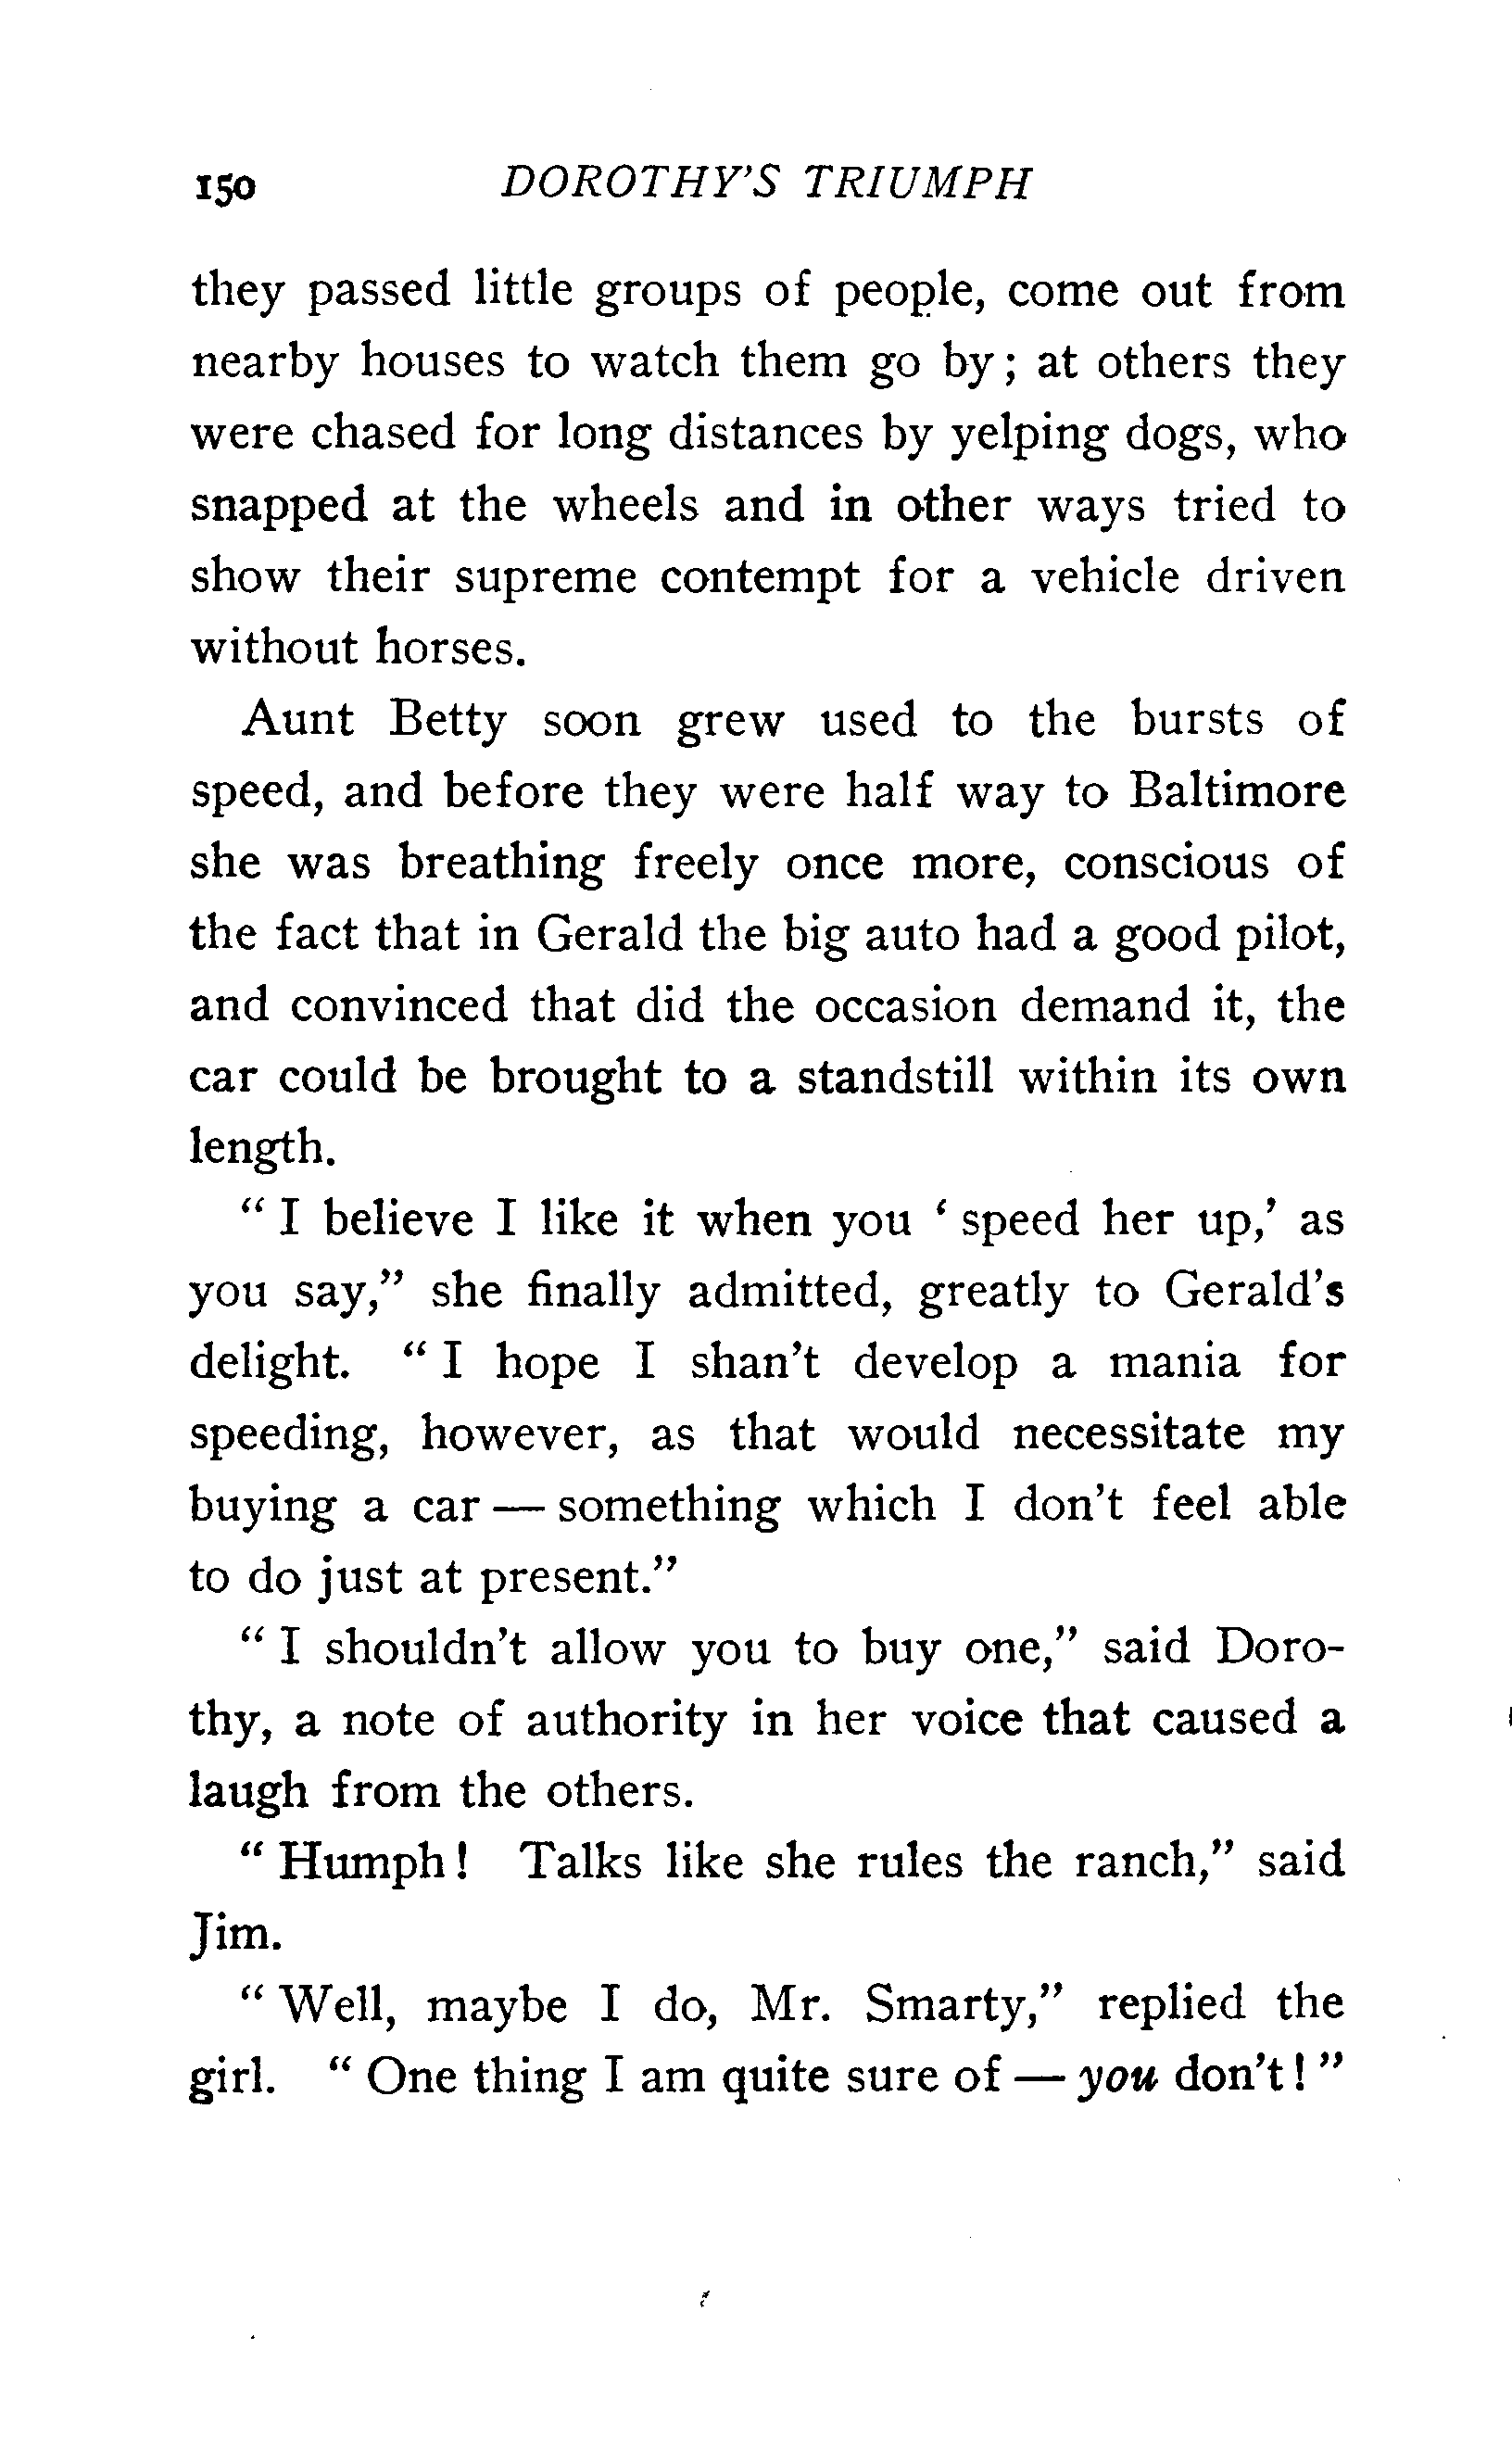 150 DOROTHY'S TRIUMPH
they passed little groups of people, come out from
nearby houses to watch them go by; at others they
were chased for long distances by yelping dogs, who
snapped at the wheels and in other ways tried to
show their supreme contempt for a vehicle driven
without horses.
Aunt Betty soon grew used to the bursts of
speed, and before they were half way to Baltimore
she was breathing freely once more, conscious of
the fact that in Gerald the big auto had a good pilot,
and convinced that did the occasion demand it, the
car could be brought to a standstill within its own
length.
“ I believe I like it when you ‘ speed her up,’ as
you say,” she finally admitted, greatly to Gerald's
delight. “ I hope I shan't develop a mania for
speeding, however, as that would necessitate my
buying a car — something which I don't feel able
to do just at present.”
“ I shouldn't allow you to buy one,” said Doro-
thy, a note of authority in her voice that caused a
laugh from the others.
“ Humph! Talks like she rules the ranch,” said
Jim.
“ Well, maybe I do, Mr. Smarty,” replied the
girl. “ One thing I am quite sure of — you don't! ”